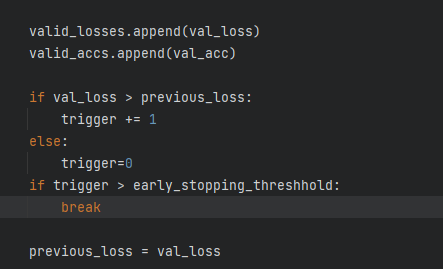 valid_losses.append(val_loss)
valid_accs.append(val_acc)
if val_loss > previous_loss:
trigger += 1
else:
trigger=0
if trigger > early_stopping_threshhold:
break
previous_loss = val_loss